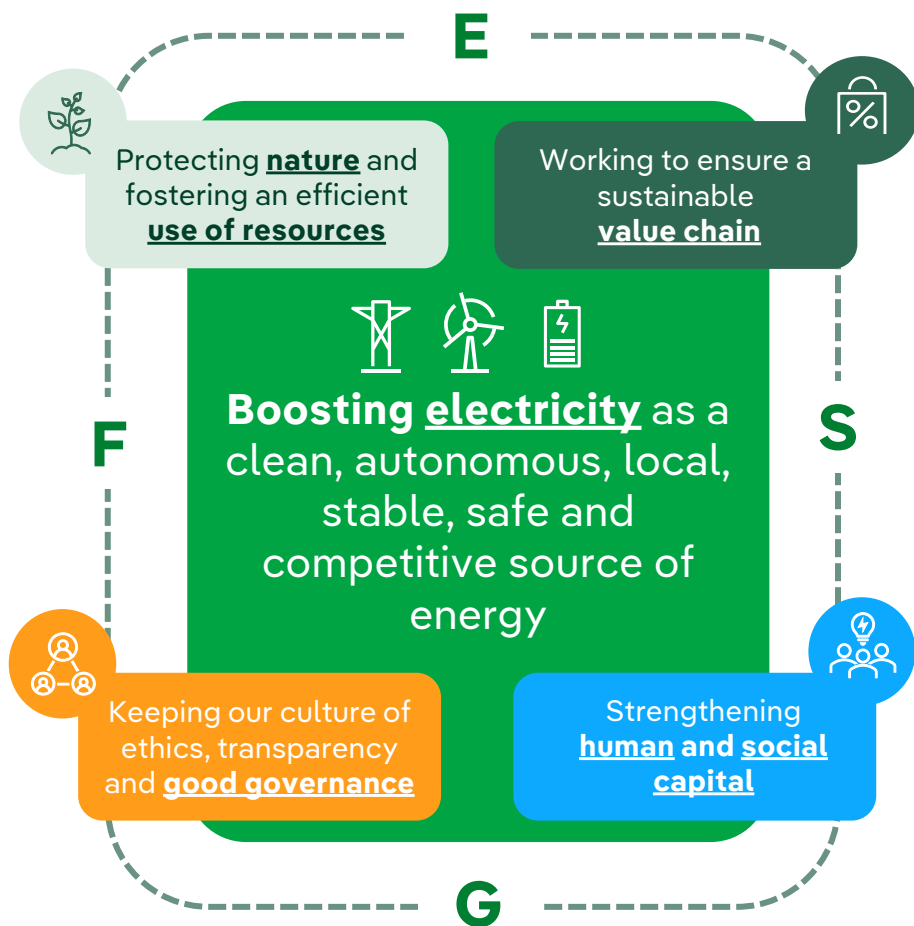 E
Protecting nature and
fostering an efficient
use of resources
Working to ensure a
sustainable
value chain
Boosting electricity as a
clean, autonomous, local,
stable, safe and
competitive source of
energy
F
S
Keeping our culture of
ethics, transparency
and good governance
Strengthening
human and social
capital
G